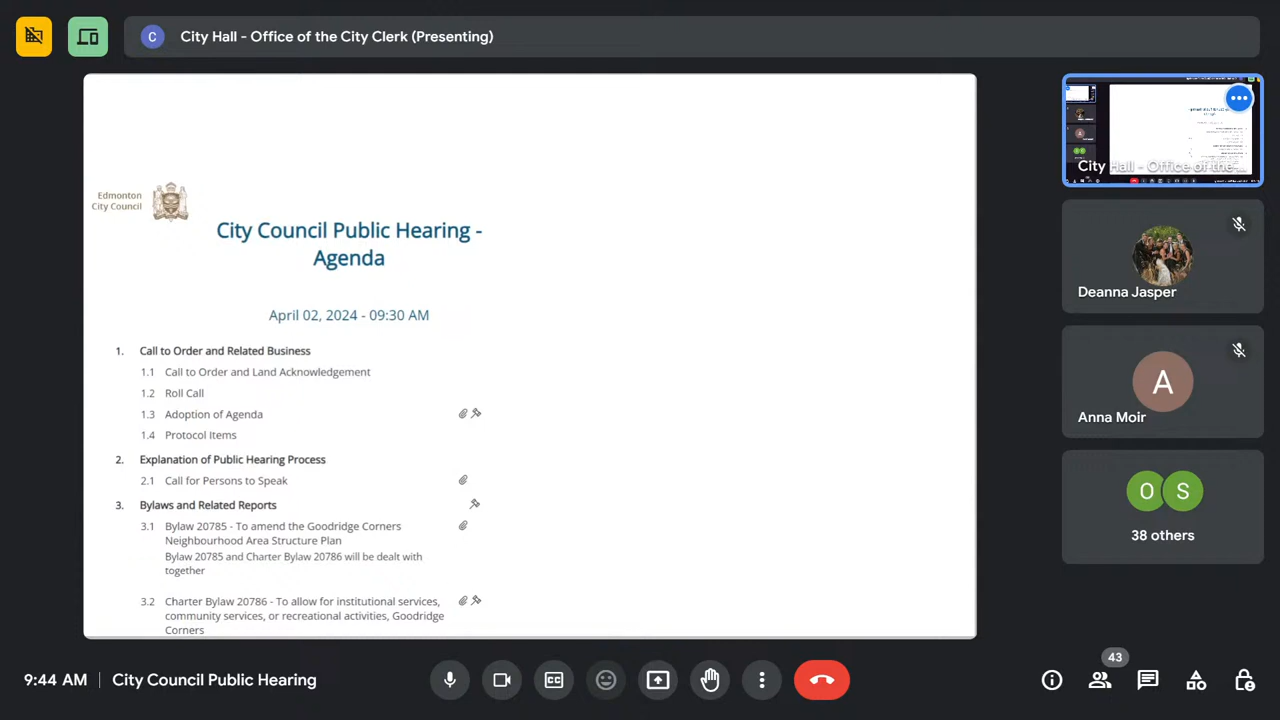 City Hall - Office of the City Clerk (Presenting)
Edmonton
City Council
City Council Public Hearing -
Agenda
April 02, 2024 - 09:30 AM
1. Call to Order and Related Business
1.1 Call to Order and Land Acknowledgement
1.2 Roll Call
1.3 Adoption of Agenda
1.4 Protocol Items
2. Explanation of Public Hearing Process
2.1 Call for Persons to Speak
3. Bylaws and Related Reports
3.1 Bylaw 20785 - To amend the Goodridge Corners
Neighbourhood Area Structure Plan
Bylaw 20785 and Charter Bylaw 20786 will be dealt with
together
3.2 Charter Bylaw 20786 - To allow for institutional services,
community services, or recreational activities, Goodridge
Corners
City Hall - Office of the ...
Deanna Jasper
A
Anna Moir
O S
38 others
9:44 AM | City Council Public Hearing
43